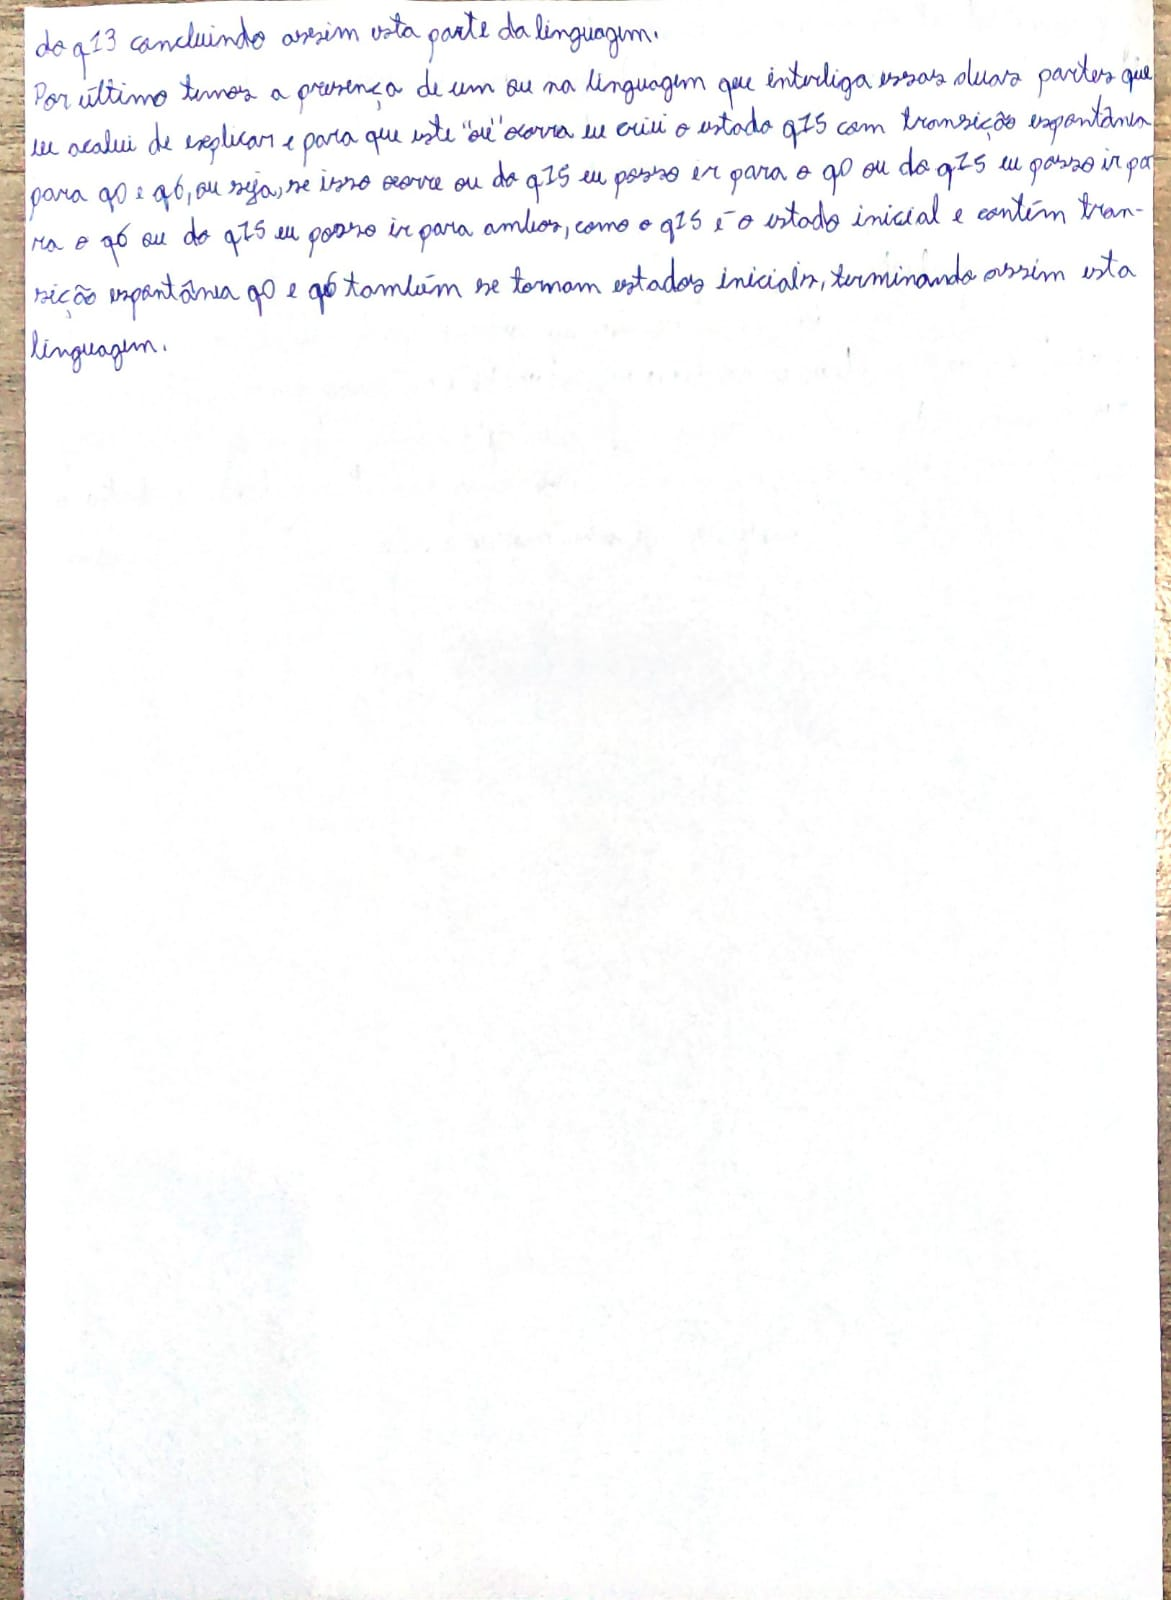 do q13 concluindo assim esta parte da linguagem.
Por último temos a presença de um ou na linguagem que interliga essas duas partes que
eu acabei de explicar e para que este "ou" ocorra eu criei o estado q15 com transição espontânea
para q0 e q6, ou seja, se isso ocorre ou do q15 eu posso ir para o q0 ou do q15 eu posso ir pa
ra o q6 ou do q15 eu posso ir para ambos, como o q15 é o estado inicial e contém tran-
sição espontânea q0 e q6 também se tornam estados iniciais, terminando assim esta
linguagem.